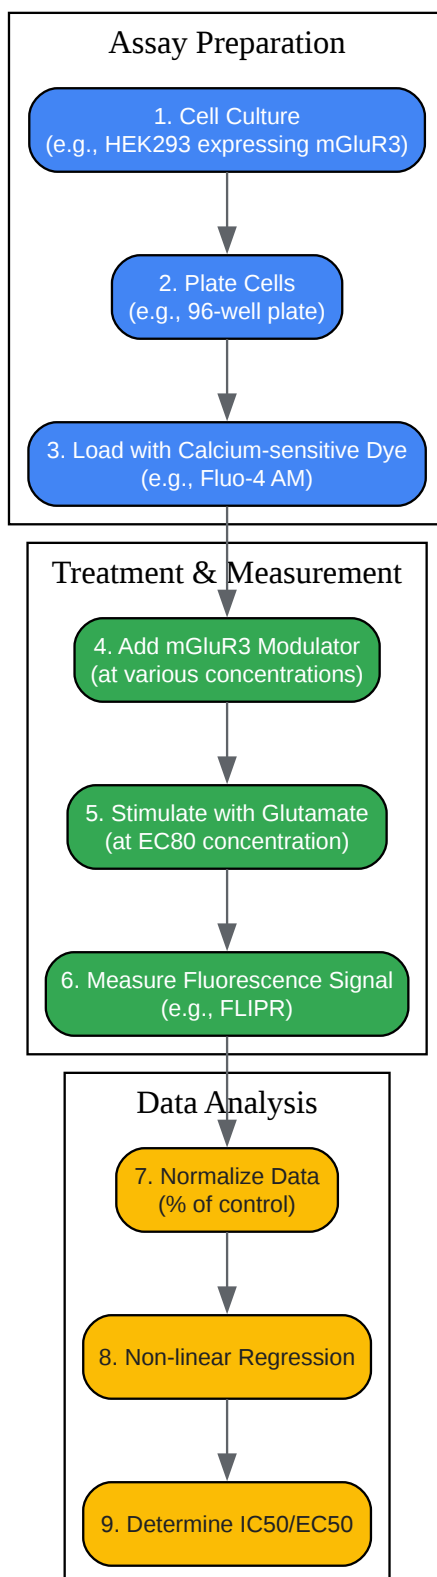 Assay Preparation
1. Cell Culture
(e.g., HEK293 expressing mGluR3)
2. Plate Cells
(e.g., 96-well plate)
3. Load with Calcium-sensitive Dye
(e.g., Fluo-4 AM)
Treatment & Measurement
4. Add mGluR3 Modulator
(at various concentrations)
5. Stimulate with Glutamate
(at EC80 concentration)
6. Measure Fluorescence Signal
(e.g., FLIPR)
Data Analysis
7. Normalize Data
(% of control)
8. Non-linear Regression
9. Determine IC50/EC50